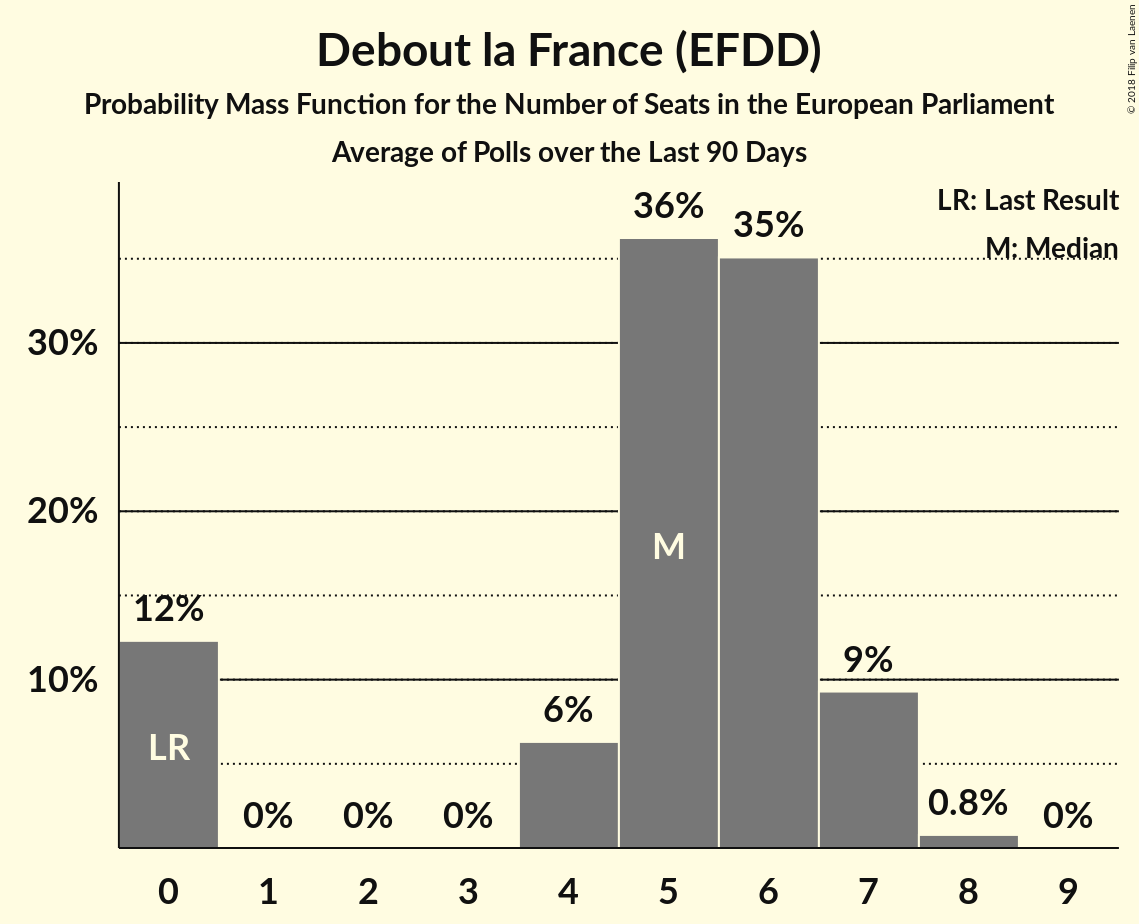 Debout la France (EFDD)
Probability Mass Function for the Number of Seats in the European Parliament
Average of Polls over the Last 90 Days
© 2018 Filip van Laenen
LR: Last Result
M: Median
36%
35%
30%
20%
M
12%
10%
9%
6%
LR
0%
0%
0%
0.8%
0%
0 1 2 3 4 5 6 7 8 9